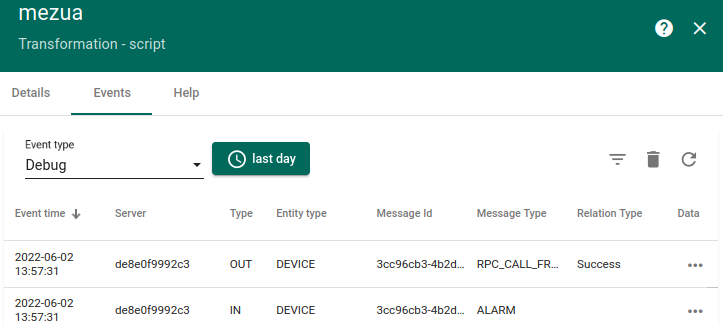 mezua
Transformation - script
Details Events Help
Event type
Debug
last day
Event time Server Type Entity type Message Id Message Type Relation Type Data
2022-06-02 13:57:31 de8e0f9992c3 OUT DEVICE 3cc96cb3-4b2d... RPC_CALL_FR... Success
2022-06-02 13:57:31 de8e0f9992c3 IN DEVICE 3cc96cb3-4b2d... ALARM